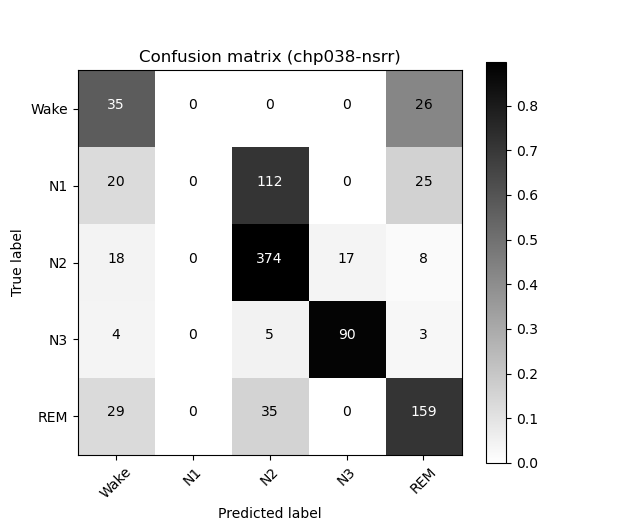 Confusion matrix (chp038-nsrr)
Wake 35 0 0 0 26
N1 20 0 112 0 25
N2 18 0 374 17 8
N3 4 0 5 90 3
REM 29 0 35 0 159
Wake N1 N2 N3 REM
True label
Predicted label
0.8
0.7
0.6
0.5
0.4
0.3
0.2
0.1
0.0